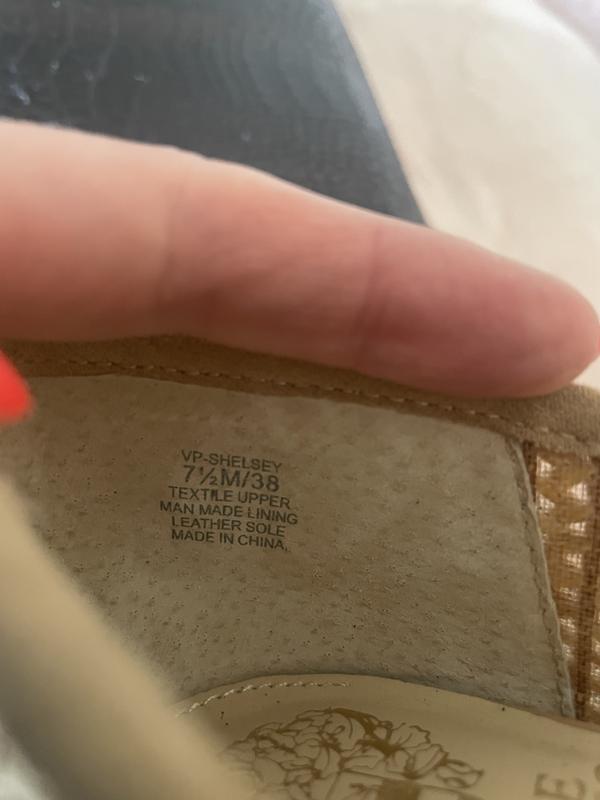 VP-SHELSEY
7½M/38
TEXTILE UPPER
MAN MADE LINING
LEATHER SOLE
MADE IN CHINA